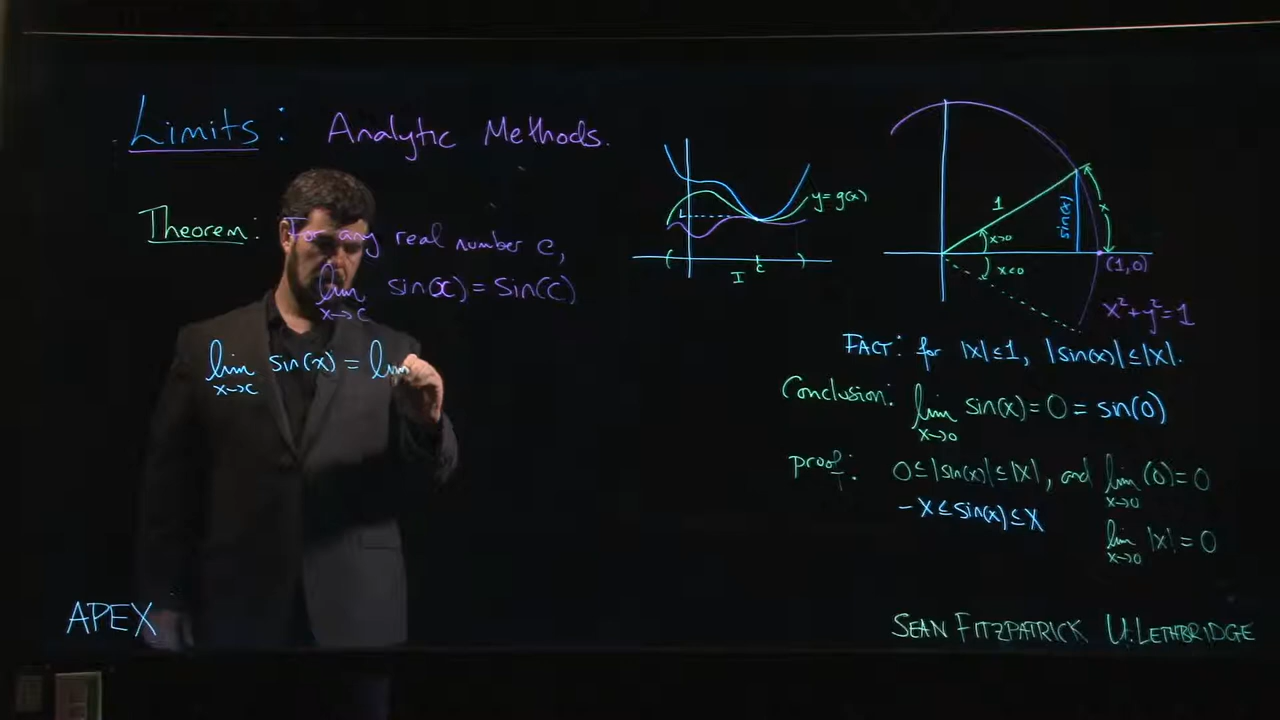 Limits: Analytic Methods.
Theorem: For any real number c,
lim x→c sin(x) = sin(c)
lim x→c sin(x) = lim
APEX
y=g(x)
L
( )
I
c
1
sin(x)
x
x>0
x<0
(1,0)
x²+y²=1
FACT: for |x|≤1, |sin(x)|≤|x|.
Conclusion: lim x→0 sin(x)=0=sin(0)
proof: 0≤|sin(x)|≤|x|, and lim x→0 (0)=0
-x≤sin(x)≤x
lim x→0 |x|=0
SEAN FITZPATRICK U. LETHBRIDGE